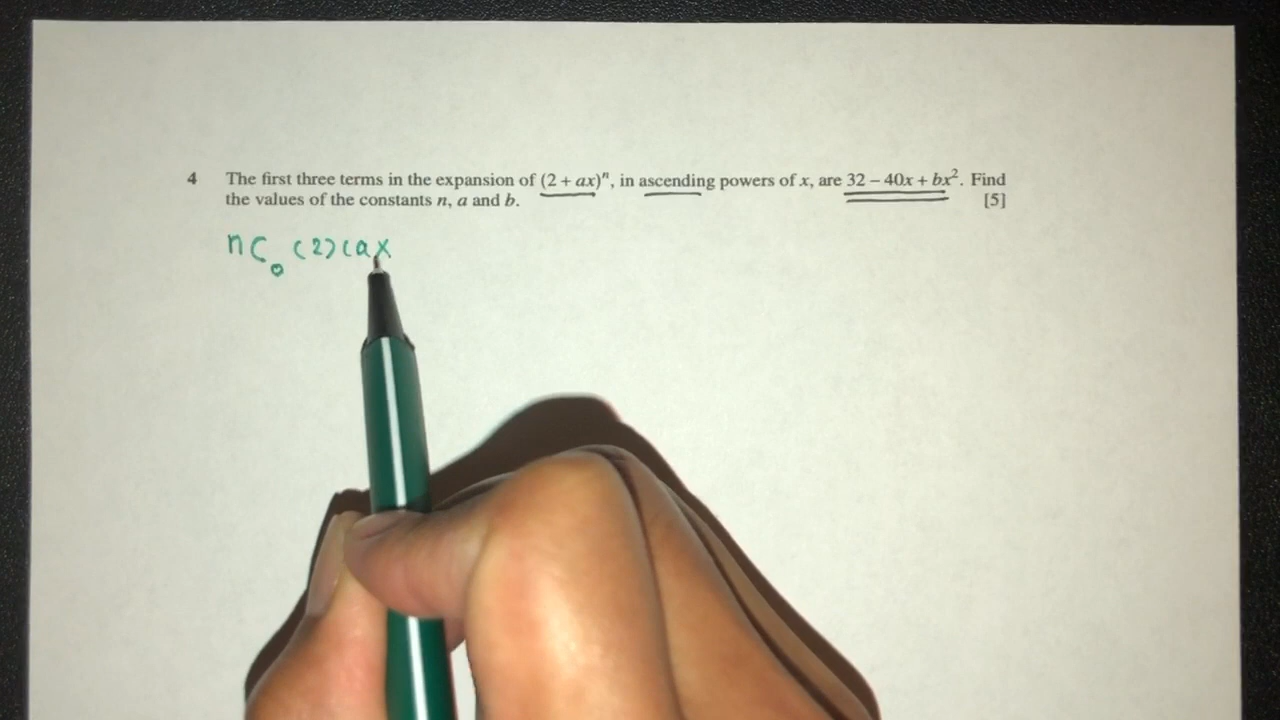 4 The first three terms in the expansion of (2 + ax)ⁿ, in ascending powers of x, are 32 − 40x + bx². Find
the values of the constants n, a and b. [5]
nC₀ (2)(ax